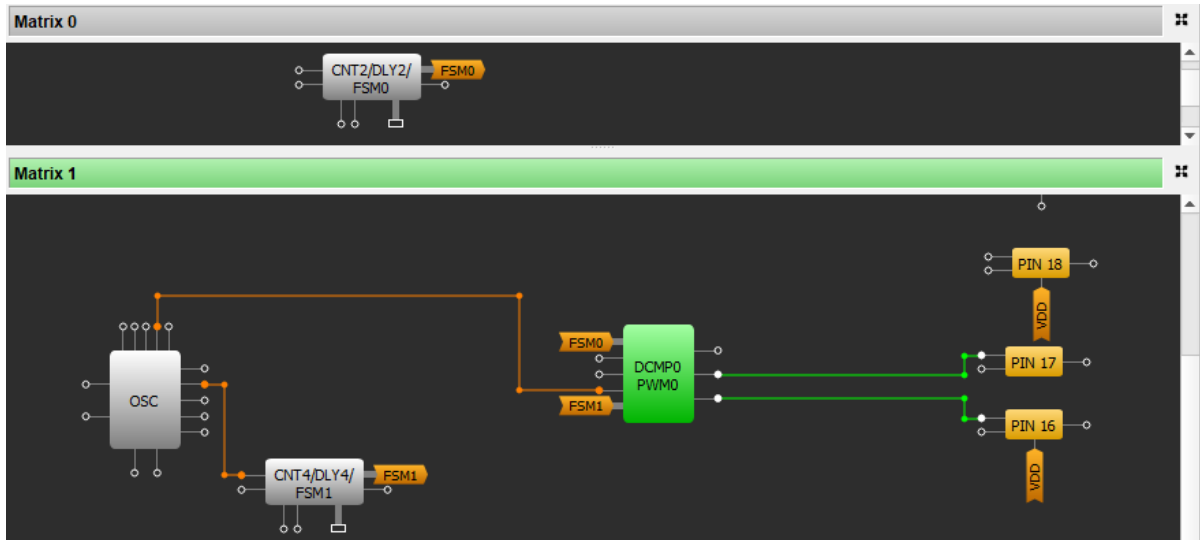 Matrix 0
CNT2/DLY2/
FSM0
FSM0
Matrix 1
PIN 18
VDD
FSM0
DCMP0
PWM0
FSM1
PIN 17
OSC
PIN 16
VDD
CNT4/DLY4/
FSM1
FSM1